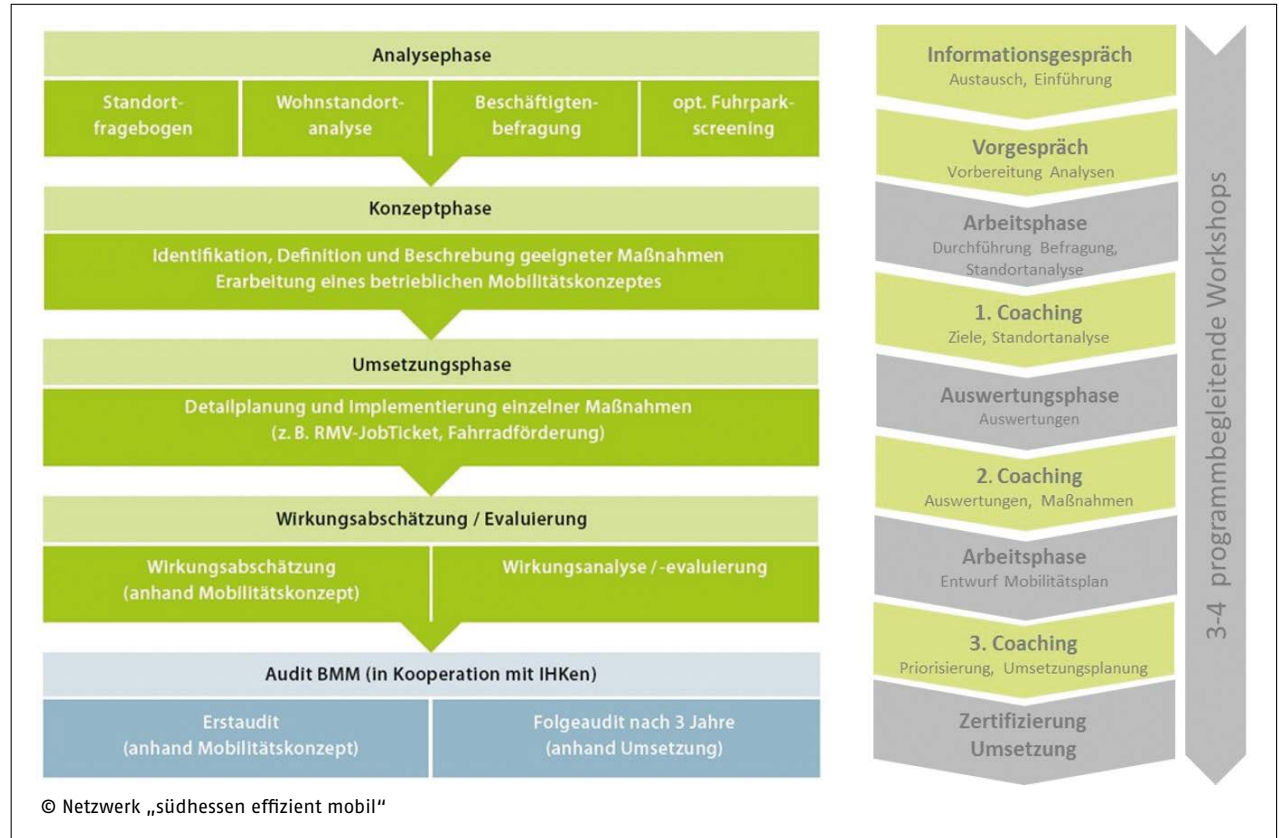 Analysephase
Standort-
fragebogen
Wohnstandort-
analyse
Beschäftigten-
befragung
opt. Fuhrpark-
screening
Konzeptphase
Identifikation, Definition und Beschrebung geeigneter Maßnahmen
Erarbeitung eines betrieblichen Mobilitätskonzeptes
Umsetzungsphase
Detailplanung und Implementierung einzelner Maßnahmen
(z. B. RMV-JobTicket, Fahrradförderung)
Wirkungsabschätzung / Evaluierung
Wirkungsabschätzung
(anhand Mobilitätskonzept)
Wirkungsanalyse / -evaluierung
Audit BMM (in Kooperation mit IHKen)
Erstaudit
(anhand Mobilitätskonzept)
Folgeaudit nach 3 Jahre
(anhand Umsetzung)
Informationsgespräch
Austausch, Einführung
Vorgespräch
Vorbereitung Analysen
Arbeitsphase
Durchführung Befragung,
Standortanalyse
1. Coaching
Ziele, Standortanalyse
Auswertungsphase
Auswertungen
2. Coaching
Auswertungen, Maßnahmen
Arbeitsphase
Entwurf Mobilitätsplan
3. Coaching
Priorisierung, Umsetzungsplanung
Zertifizierung
Umsetzung
3-4 programmbegleitende Workshops
© Netzwerk „südhessen effizient mobil“